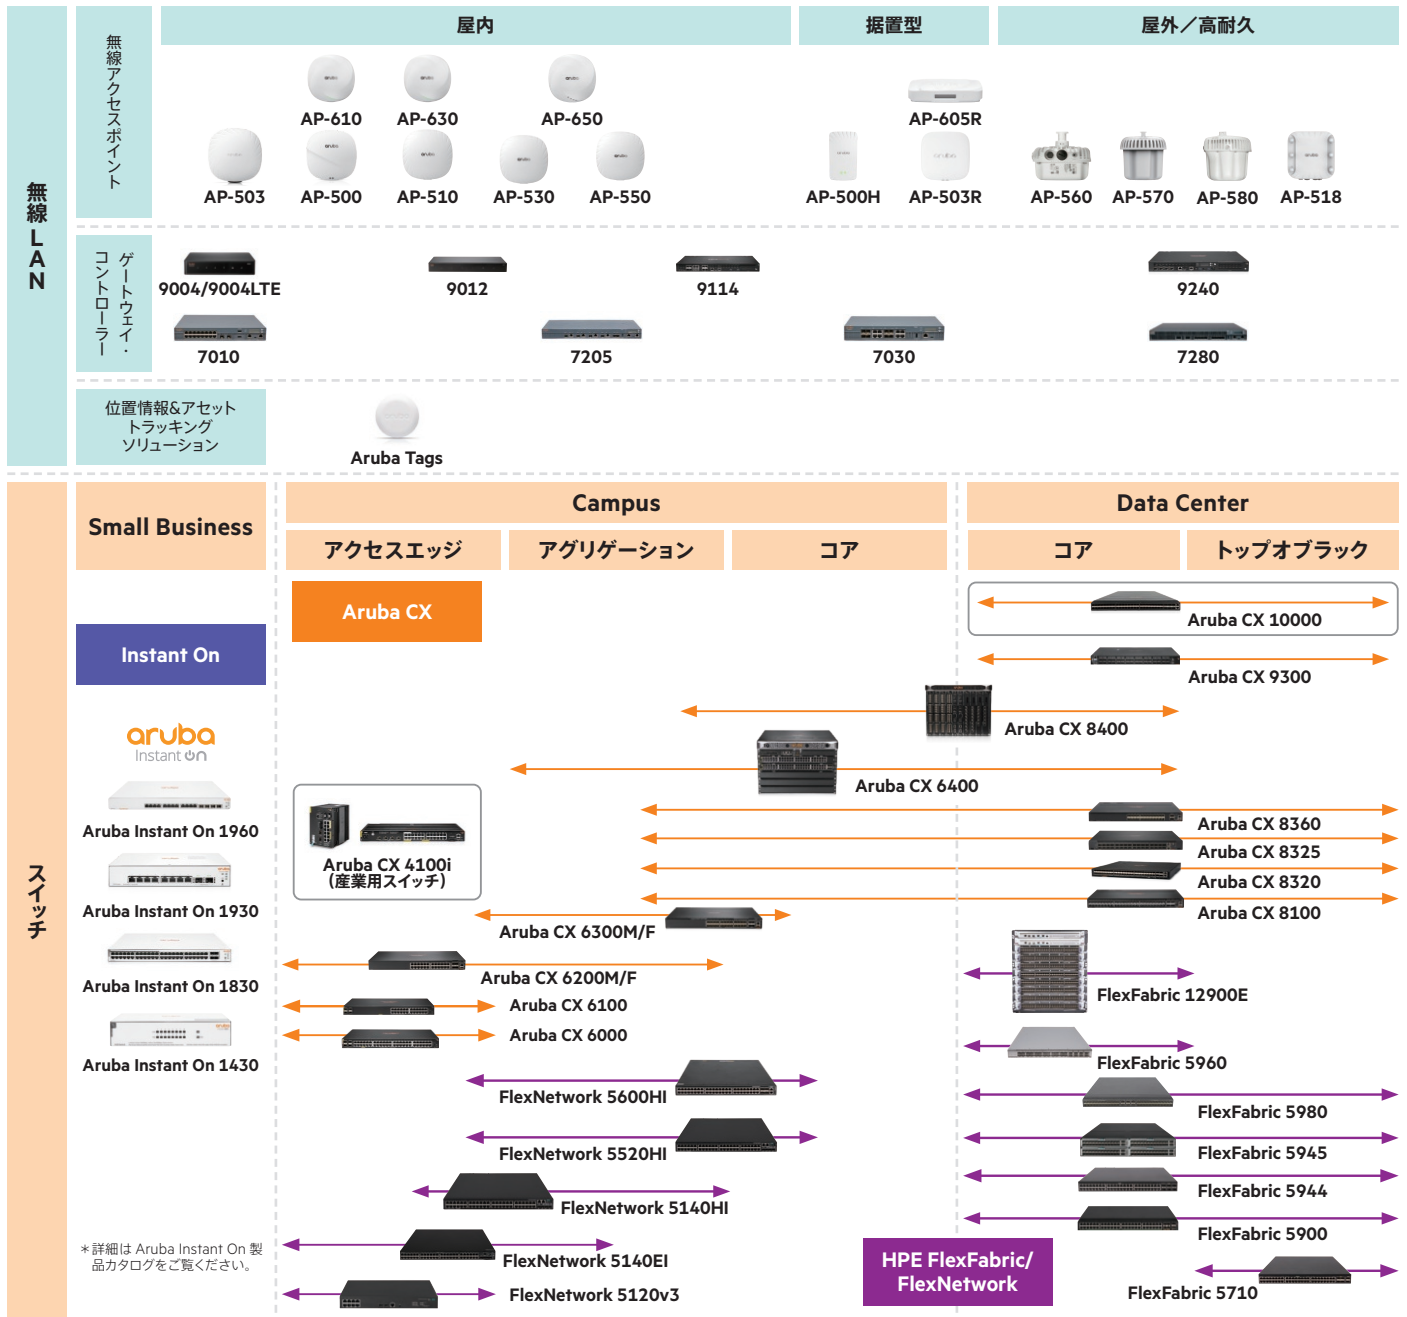 無線LAN
無線アクセスポイント
屋内
据置型
屋外／高耐久
AP-610
AP-630
AP-650
AP-605R
AP-503
AP-500
AP-510
AP-530
AP-550
AP-500H
AP-503R
AP-560
AP-570
AP-580
AP-518
ゲートウェイ・
コントローラー
9004/9004LTE
9012
9114
9240
7010
7205
7030
7280
位置情報&アセット
トラッキング
ソリューション
Aruba Tags
スイッチ
Small Business
Campus
Data Center
アクセスエッジ
アグリゲーション
コア
コア
トップオブラック
Instant On
aruba
Instant on
Aruba Instant On 1960
Aruba Instant On 1930
Aruba Instant On 1830
Aruba Instant On 1430
＊詳細は Aruba Instant On 製
品カタログをご覧ください。
Aruba CX
Aruba CX 10000
Aruba CX 9300
Aruba CX 8400
Aruba CX 6400
Aruba CX 4100i
（産業用スイッチ）
Aruba CX 8360
Aruba CX 8325
Aruba CX 8320
Aruba CX 8100
Aruba CX 6300M/F
Aruba CX 6200M/F
Aruba CX 6100
Aruba CX 6000
FlexFabric 12900E
FlexFabric 5960
FlexNetwork 5600HI
FlexFabric 5980
FlexNetwork 5520HI
FlexFabric 5945
FlexNetwork 5140HI
FlexFabric 5944
FlexFabric 5900
FlexNetwork 5140EI
HPE FlexFabric/
FlexNetwork
FlexNetwork 5120v3
FlexFabric 5710